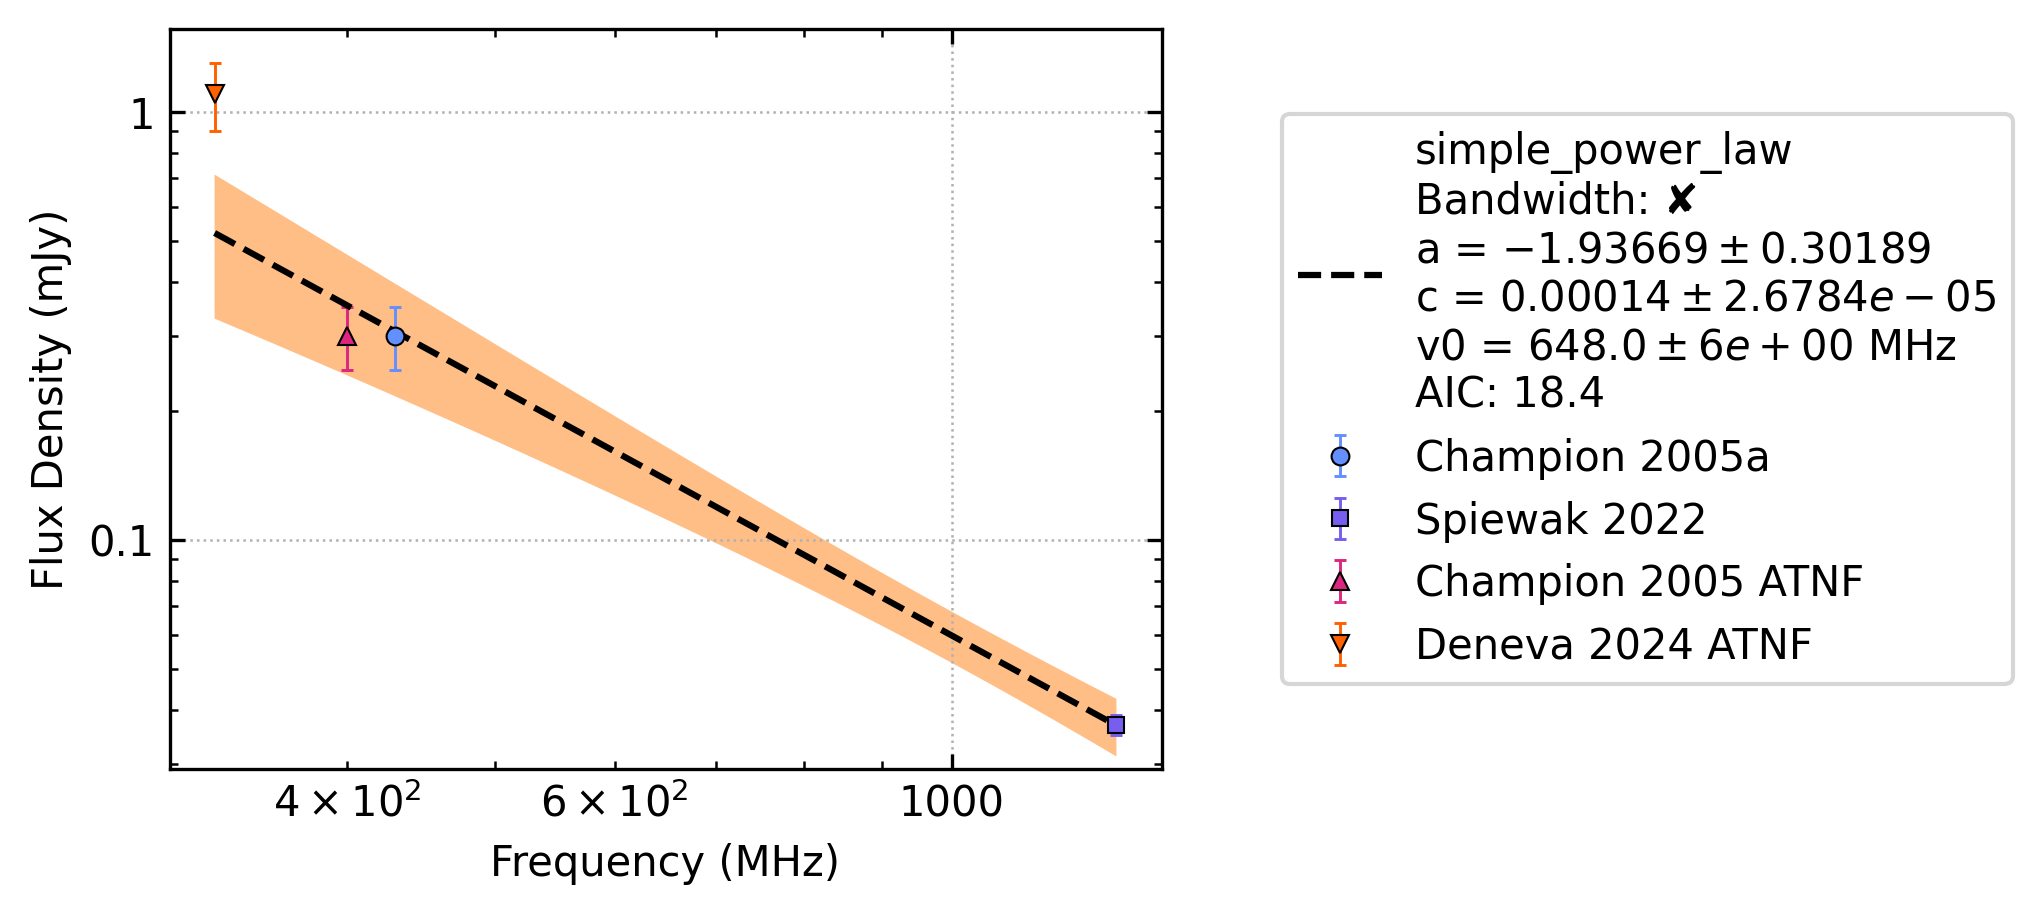 Flux Density (mJy)
1
0.1
4 × 10²
6 × 10²
1000
Frequency (MHz)
simple_power_law
Bandwidth: ✘
a = −1.93669 ± 0.30189
c = 0.00014 ± 2.6784e − 05
v0 = 648.0 ± 6e + 00 MHz
AIC: 18.4
Champion 2005a
Spiewak 2022
Champion 2005 ATNF
Deneva 2024 ATNF